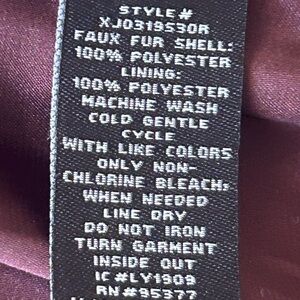 STYLE#
XJ0319530R
FAUX FUR SHELL:
100% POLYESTER
LINING:
100% POLYESTER
MACHINE WASH
COLD GENTLE
CYCLE
WITH LIKE COLORS
ONLY NON-
CHLORINE BLEACH;
WHEN NEEDED
LINE DRY
DO NOT IRON
TURN GARMENT
INSIDE OUT
IC #LY1909
RN#95377